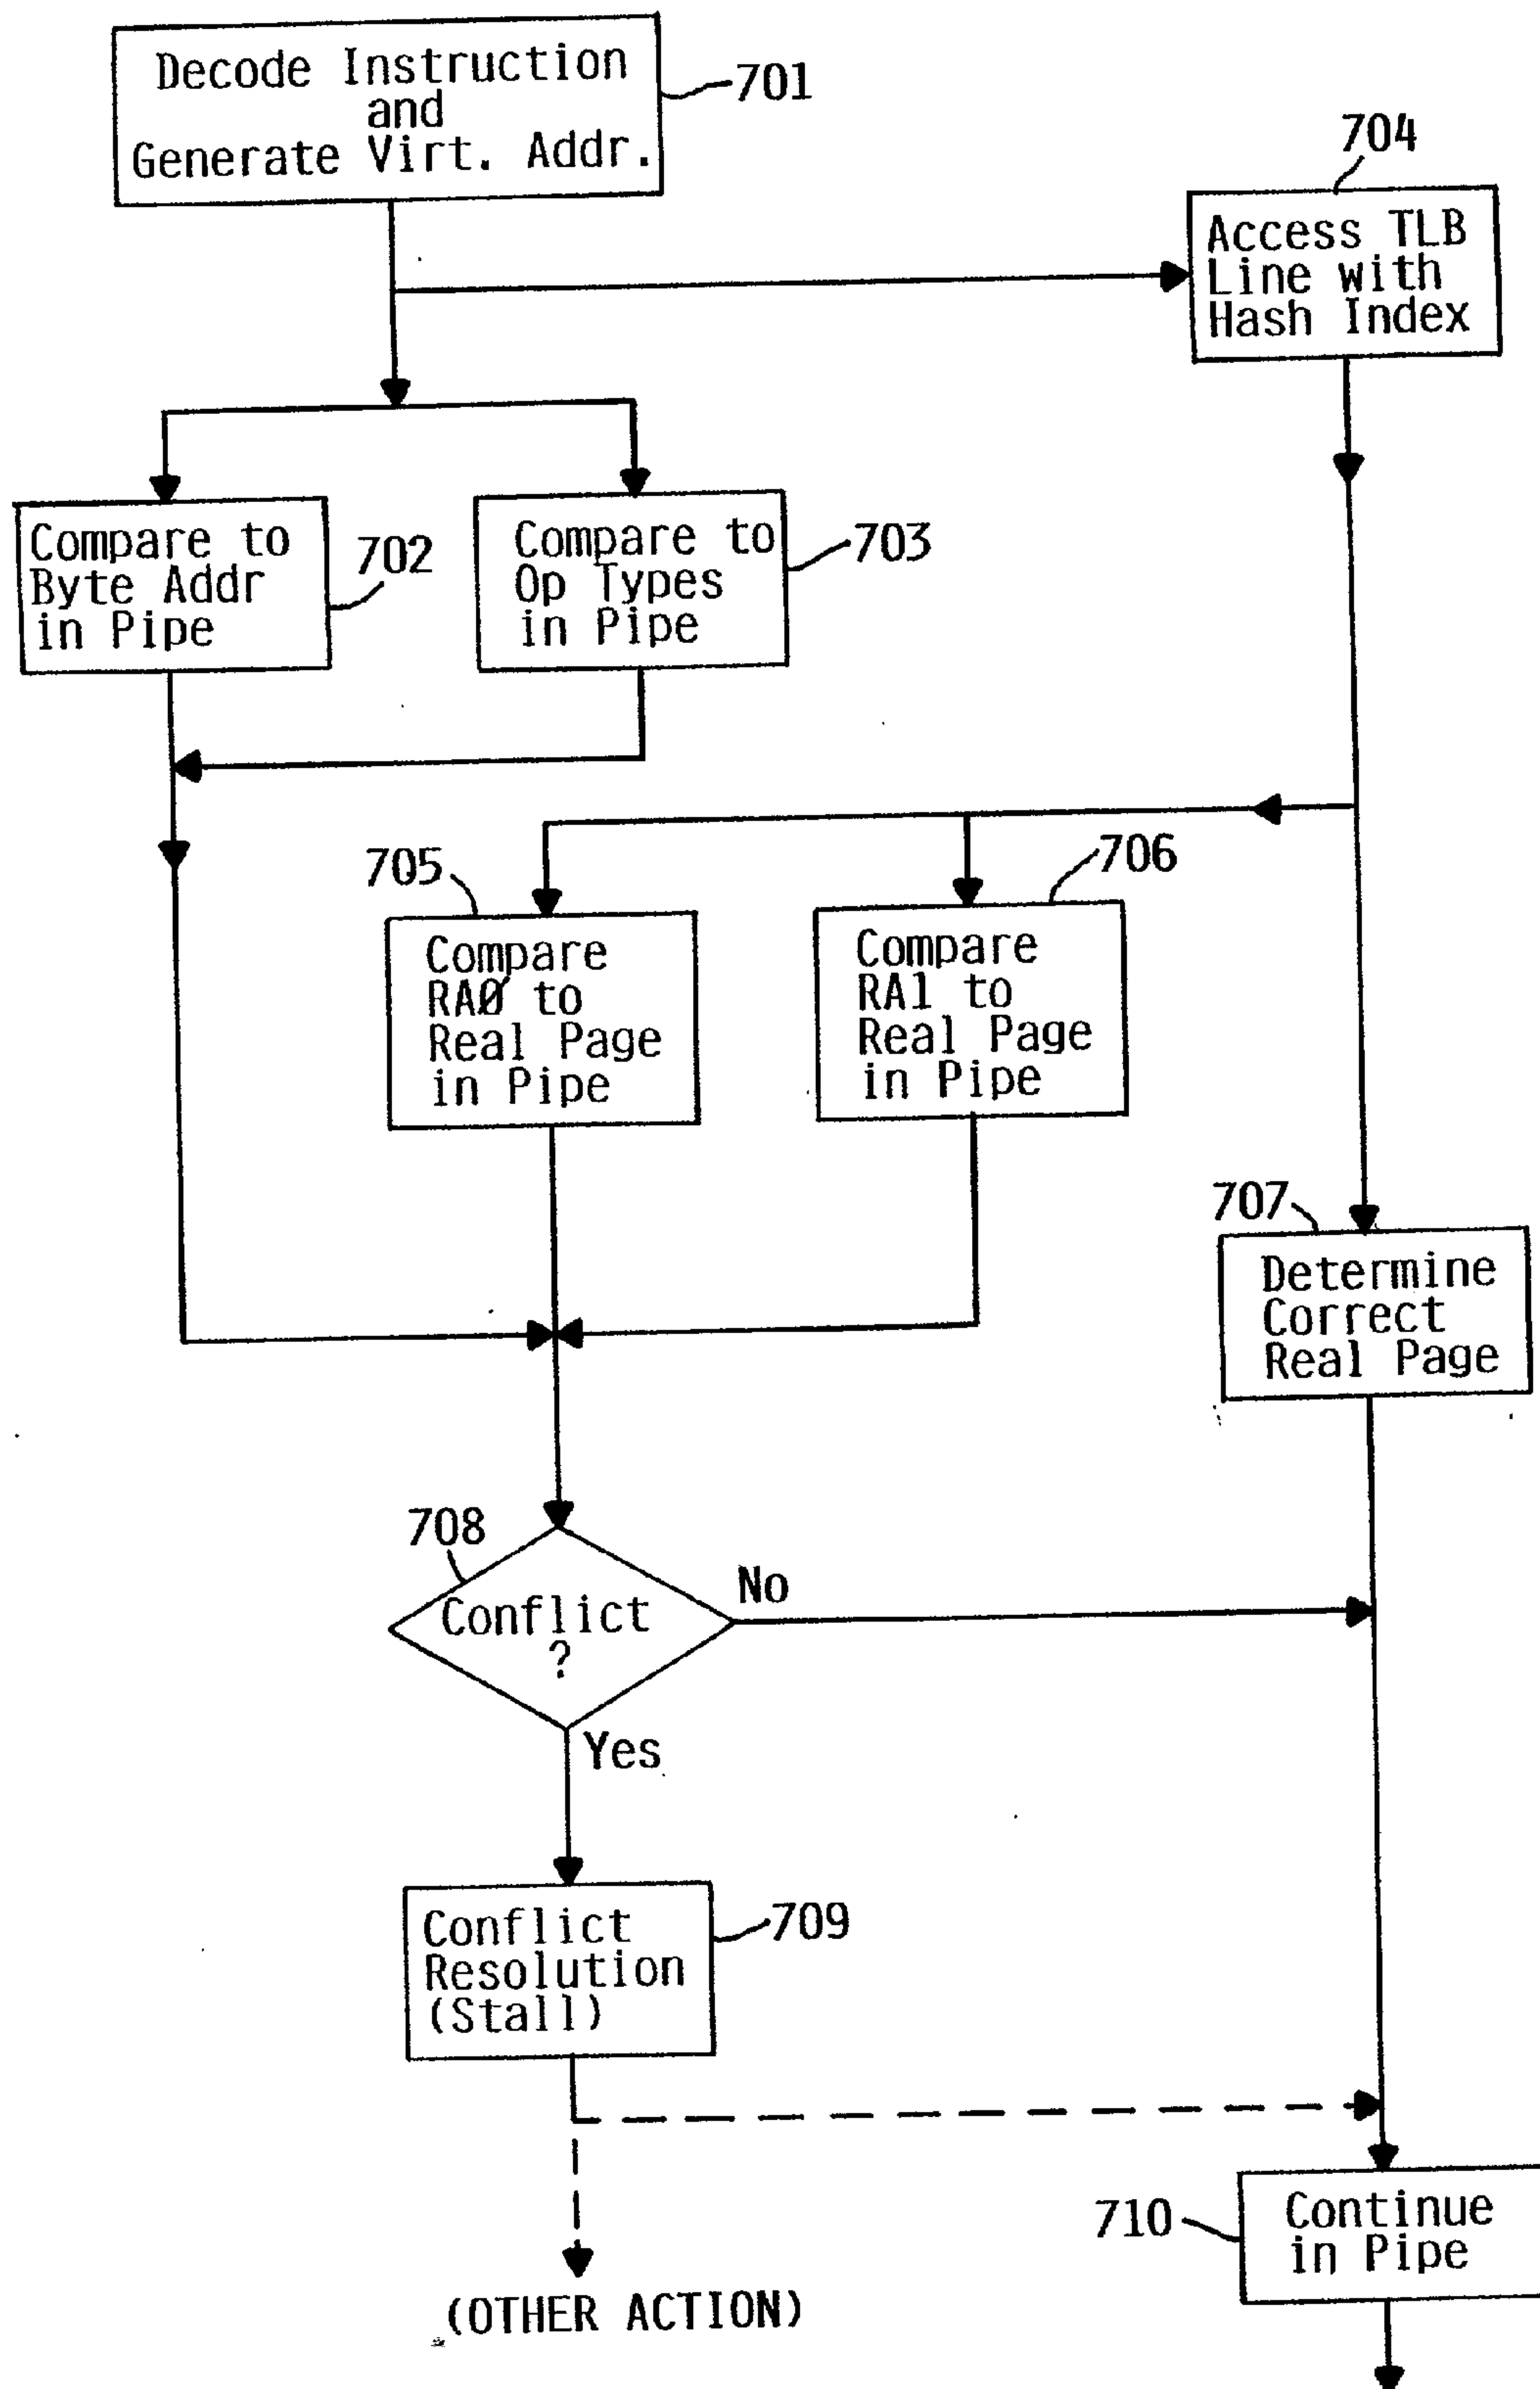 Decode Instruction
and
Generate Virt. Addr.
701
704
Access TLB
Line with
Hash Index
Compare to
Byte Addr
in Pipe
702
Compare to
Op Types
in Pipe
703
705
Compare
RA0 to
Real Page
in Pipe
706
Compare
RA1 to
Real Page
in Pipe
707
Determine
Correct
Real Page
708
Conflict
?
No
Yes
Conflict
Resolution
(Stall)
709
710
Continue
in Pipe
(OTHER ACTION)